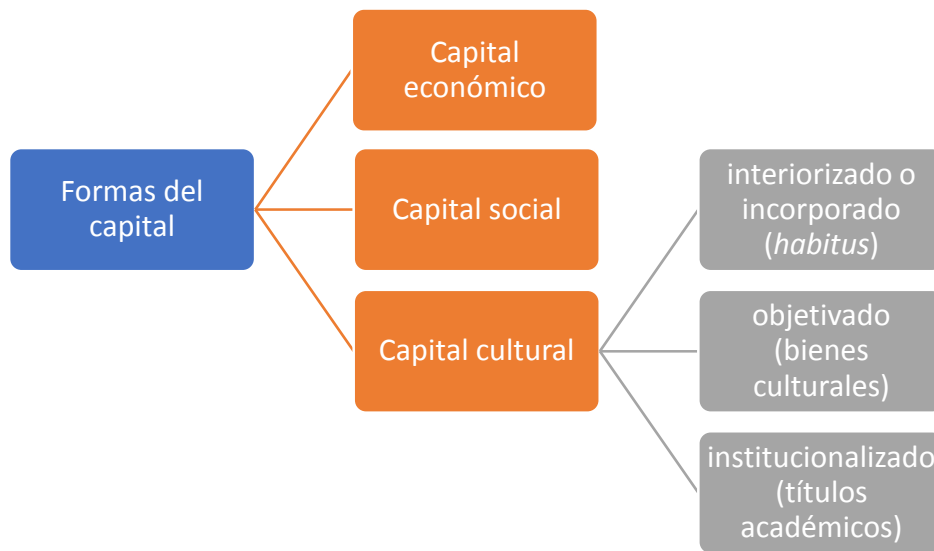 Formas del
capital
Capital
económico
Capital social
Capital cultural
interiorizado o
incorporado
(habitus)
objetivado
(bienes
culturales)
institucionalizado
(títulos
académicos)